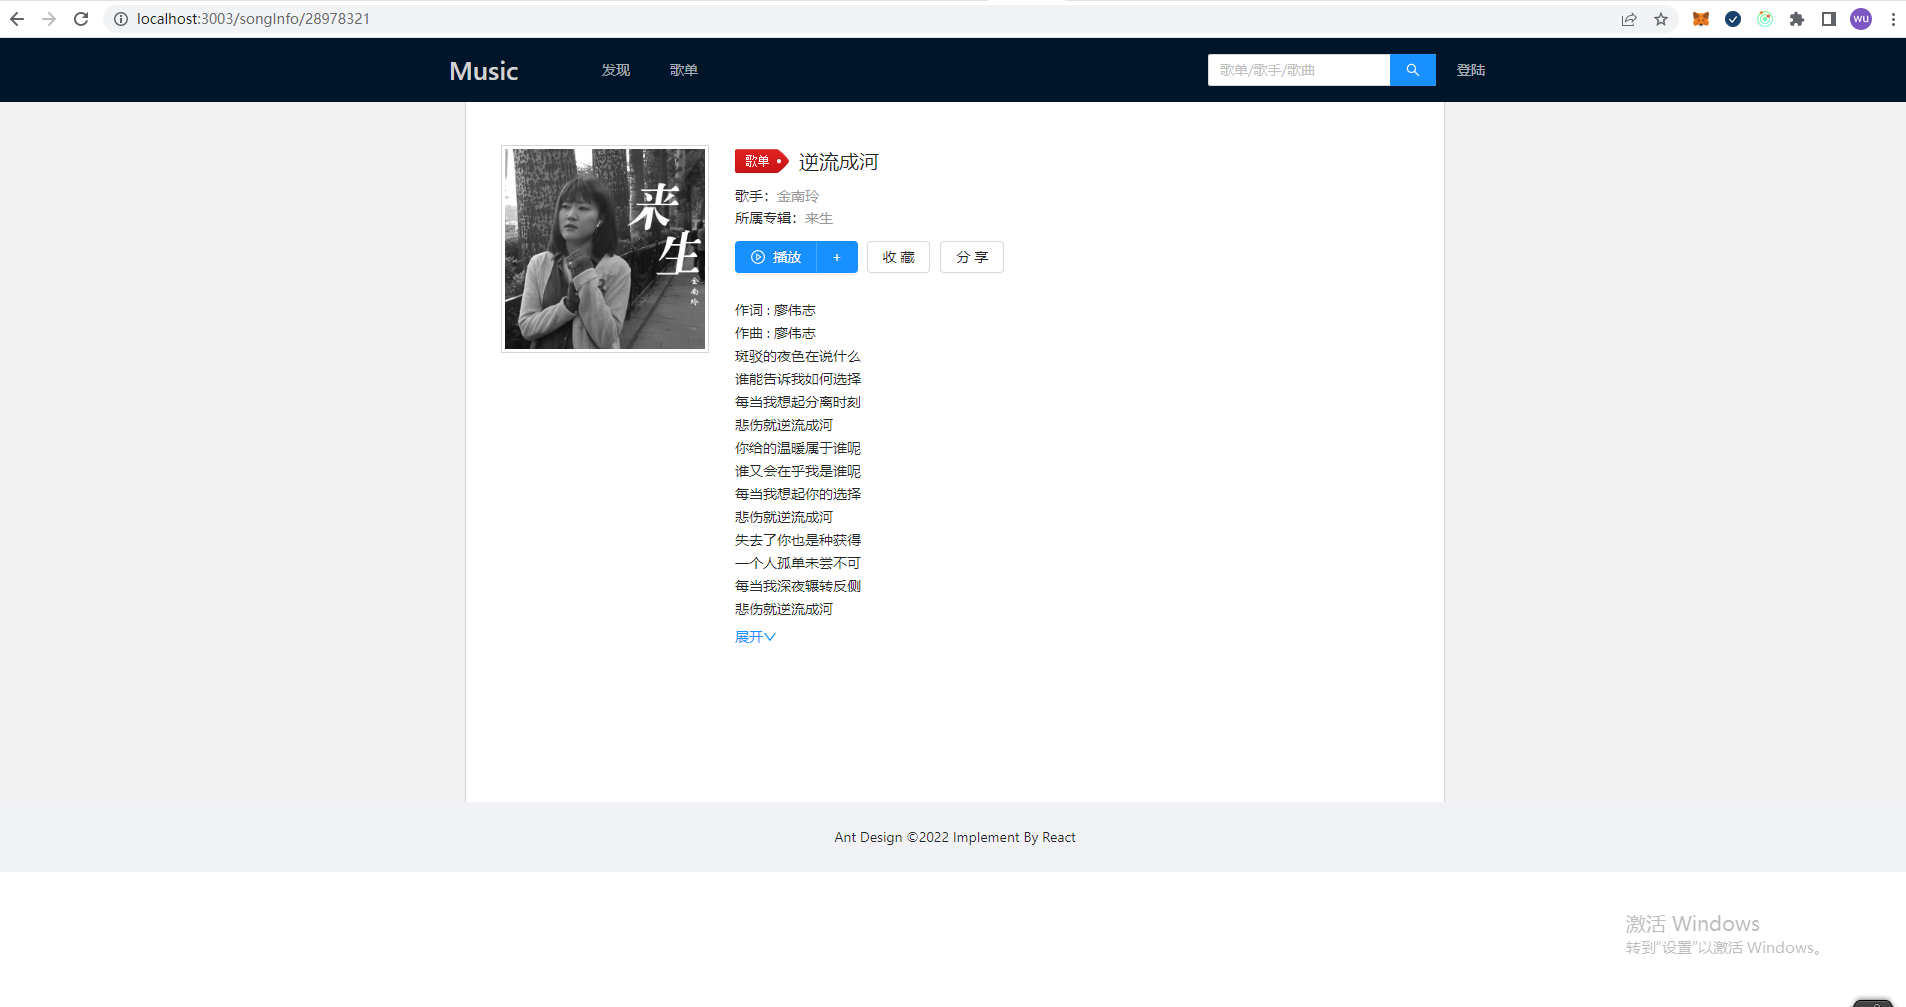 localhost:3003/songInfo/28978321
wu
Music
发现
歌单
歌单/歌手/歌曲
登陆
来生
金南玲
歌单
逆流成河
歌手：金南玲
所属专辑：来生
播放
+
收 藏
分 享
作词 : 廖伟志
作曲 : 廖伟志
斑驳的夜色在说什么
谁能告诉我如何选择
每当我想起分离时刻
悲伤就逆流成河
你给的温暖属于谁呢
谁又会在乎我是谁呢
每当我想起你的选择
悲伤就逆流成河
失去了你也是种获得
一个人孤单未尝不可
每当我深夜辗转反侧
悲伤就逆流成河
展开
Ant Design ©2022 Implement By React
激活 Windows
转到“设置”以激活 Windows。